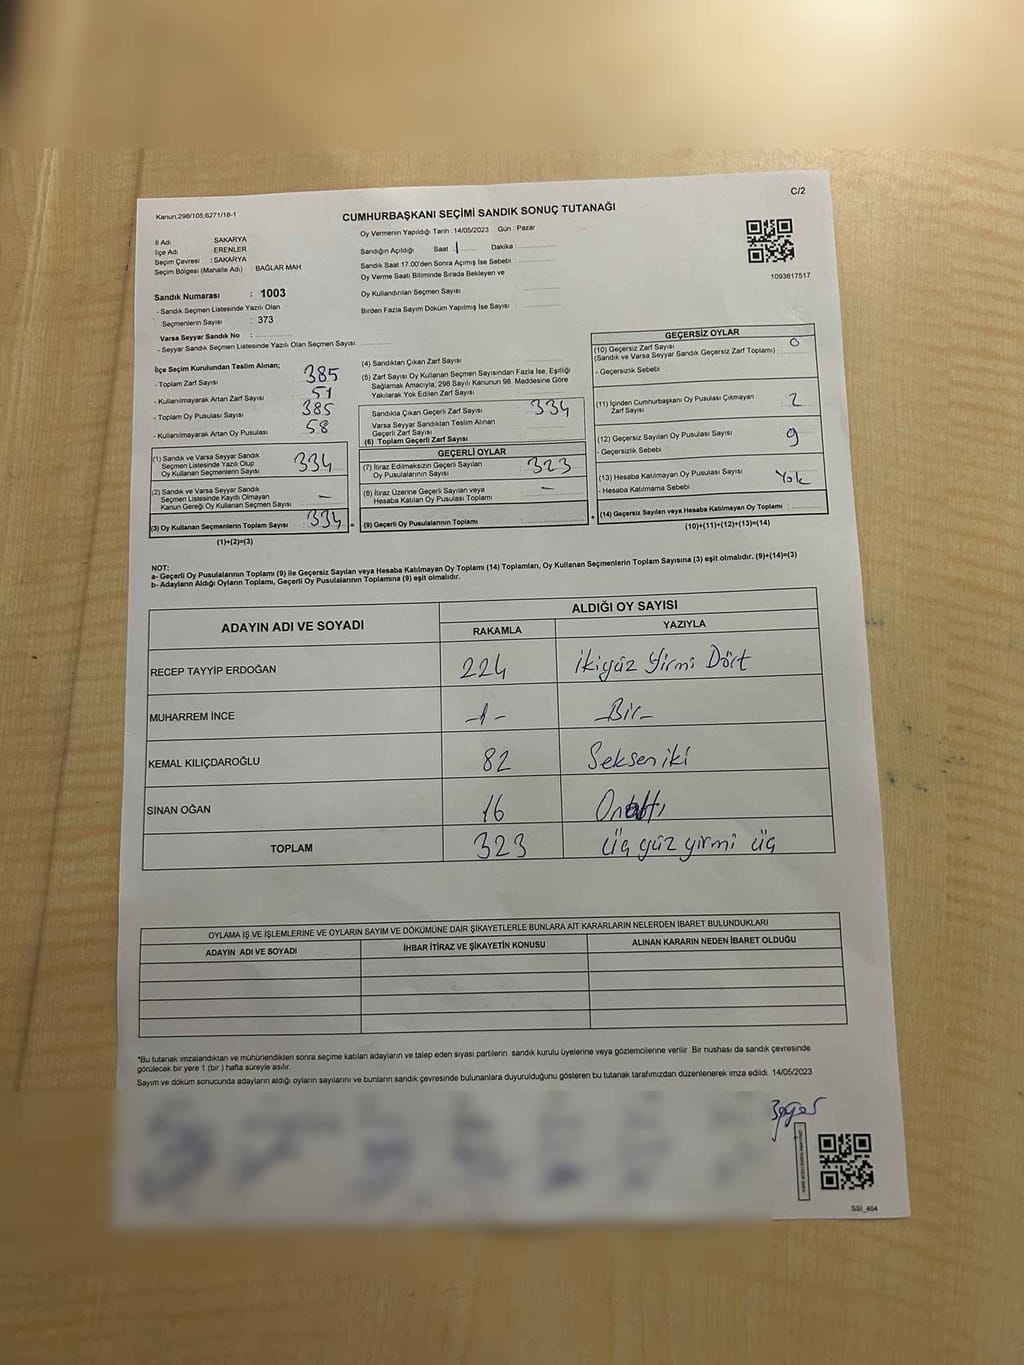 C/2
Kanun.298/105,6271/18-1
CUMHURBAŞKANI SEÇİMİ SANDIK SONUÇ TUTANAĞI
İl Adı : SAKARYA
İlçe Adı : ERENLER
Seçim Çevresi : SAKARYA
Seçim Bölgesi (Mahalle Adı) : BAĞLAR MAH
Oy Vermenin Yapıldığı Tarih :14/05/2023 Gün : Pazar
Sandığın Açıldığı Saat Dakika :
Sandık Saat 17.00'den Sonra Açımış İse Sebebi :
Oy Verme Saati Bitiminde Sırada Bekleyen ve
Oy Kullandırılan Seçmen Sayısı :
Birden Fazla Sayım Döküm Yapılmış İse Sayısı :
1093817517
Sandık Numarası : 1003
- Sandık Seçmen Listesinde Yazılı Olan
Seçmenlerin Sayısı : 373
Varsa Seyyar Sandık No :
- Seyyar Sandık Seçmen Listesinde Yazılı Olan Seçmen Sayısı
İlçe Seçim Kurulundan Teslim Alınan;
- Toplam Zarf Sayısı : 385
- Kullanılmayarak Artan Zarf Sayısı : 51
- Toplam Oy Pusulası Sayısı : 385
- Kullanılmayarak Artan Oy Pusulası : 58
(1) Sandık ve Varsa Seyyar Sandık
Seçmen Listesinde Yazılı Olup
Oy Kullanan Seçmenlerin Sayısı : 334
(2) Sandık ve Varsa Seyyar Sandık
Seçmen Listesinde Kayıtlı Olmayan
Kanun Gereği Oy Kullanan Seçmen Sayısı : –
(3) Oy Kullanan Seçmenlerin Toplam Sayısı : 334 =
(1)+(2)=(3)
(4) Sandıktan Çıkan Zarf Sayısı :
(5) Zarf Sayısı Oy Kullanan Seçmen Sayısından Fazla İse, Eşitliği
Sağlamak Amacıyla, 298 Sayılı Kanunun 98. Maddesine Göre
Yakılarak Yok Edilen Zarf Sayısı :
Sandıkta Çıkan Geçerli Zarf Sayısı : 334
Varsa Seyyar Sandıktan Teslim Alınan
Geçerli Zarf Sayısı :
(6) Toplam Geçerli Zarf Sayısı :
GEÇERLİ OYLAR
(7) İtiraz Edilmeksizin Geçerli Sayılan
Oy Pusulalarının Sayısı : 323
(8) İtiraz Üzerine Geçerli Sayılan veya
Hesaba Katılan Oy Pusulası Toplamı : –
(9) Geçerli Oy Pusulalarının Toplamı : +
GEÇERSİZ OYLAR
(10) Geçersiz Zarf Sayısı : 0
(Sandık ve Varsa Seyyar Sandık Geçersiz Zarf Toplamı)
- Geçersizlik Sebebi :
(11) İçinden Cumhurbaşkanı Oy Pusulası Çıkmayan
Zarf Sayısı : 2
(12) Geçersiz Sayılan Oy Pusulası Sayısı : 9
- Geçersizlik Sebebi :
(13) Hesaba Katılmayan Oy Pusulası Sayısı : Yok
- Hesaba Katılmama Sebebi :
(14) Geçersiz Sayılan veya Hesaba Katılmayan Oy Toplamı :
(10)+(11)+(12)+(13)=(14)
NOT:
a- Geçerli Oy Pusulalarının Toplamı (9) ile Geçersiz Sayılan veya Hesaba Katılmayan Oy Toplamı (14) Toplamları, Oy Kullanan Seçmenlerin Toplam Sayısına (3) eşit olmalıdır. (9)+(14)=(3)
b- Adayların Aldığı Oyların Toplamı, Geçerli Oy Pusulalarının Toplamına (9) eşit olmalıdır.
ADAYIN ADI VE SOYADI ALDIĞI OY SAYISI
RAKAMLA YAZIYLA
RECEP TAYYİP ERDOĞAN 224 ikiyüz Yirmi Dört
MUHARREM İNCE -1- -Bir-
KEMAL KILIÇDAROĞLU 82 Seksen iki
SİNAN OĞAN 16 Onaltı
TOPLAM 323 üç yüz yirmi üç
OYLAMA İŞ VE İŞLEMLERİNE VE OYLARIN SAYIM VE DÖKÜMÜNE DAİR ŞİKAYETLERLE BUNLARA AİT KARARLARIN NELERDEN İBARET BULUNDUKLARI
ADAYIN ADI VE SOYADI İHBAR İTİRAZ VE ŞİKAYETİN KONUSU ALINAN KARARIN NEDEN İBARET OLDUĞU
*Bu tutanak imzalandıktan ve mühürlendikten sonra seçime katılan adayların ve talep eden siyasi partilerin sandık kurulu üyelerine veya gözlemcilerine verilir .Bir nüshası da sandık çevresinde
görülecek bir yere 1 (bir ) hafta süreyle asılır.
Sayım ve döküm sonucunda adayların aldığı oyların sayılarını ve bunların sandık çevresinde bulunanlara duyurulduğunu gösteren bu tutanak tarafımızdan düzenlenerek imza edildi. 14/05/2023
SSI_464